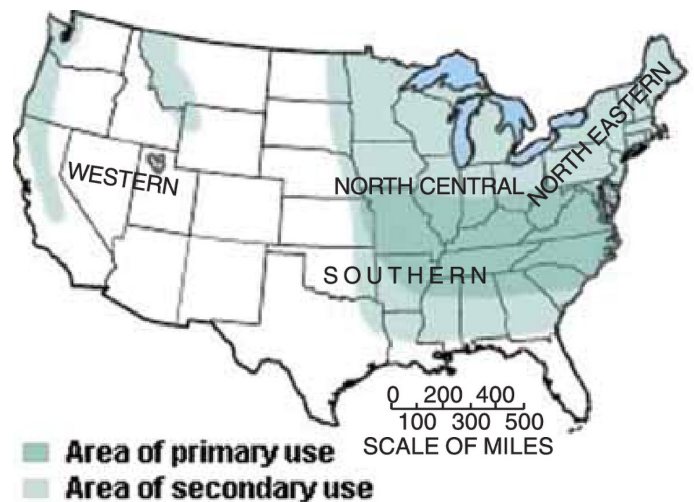 WESTERN
NORTH CENTRAL
NORTH EASTERN
SOUTHERN
0 200 400
100 300 500
SCALE OF MILES
Area of primary use
Area of secondary use